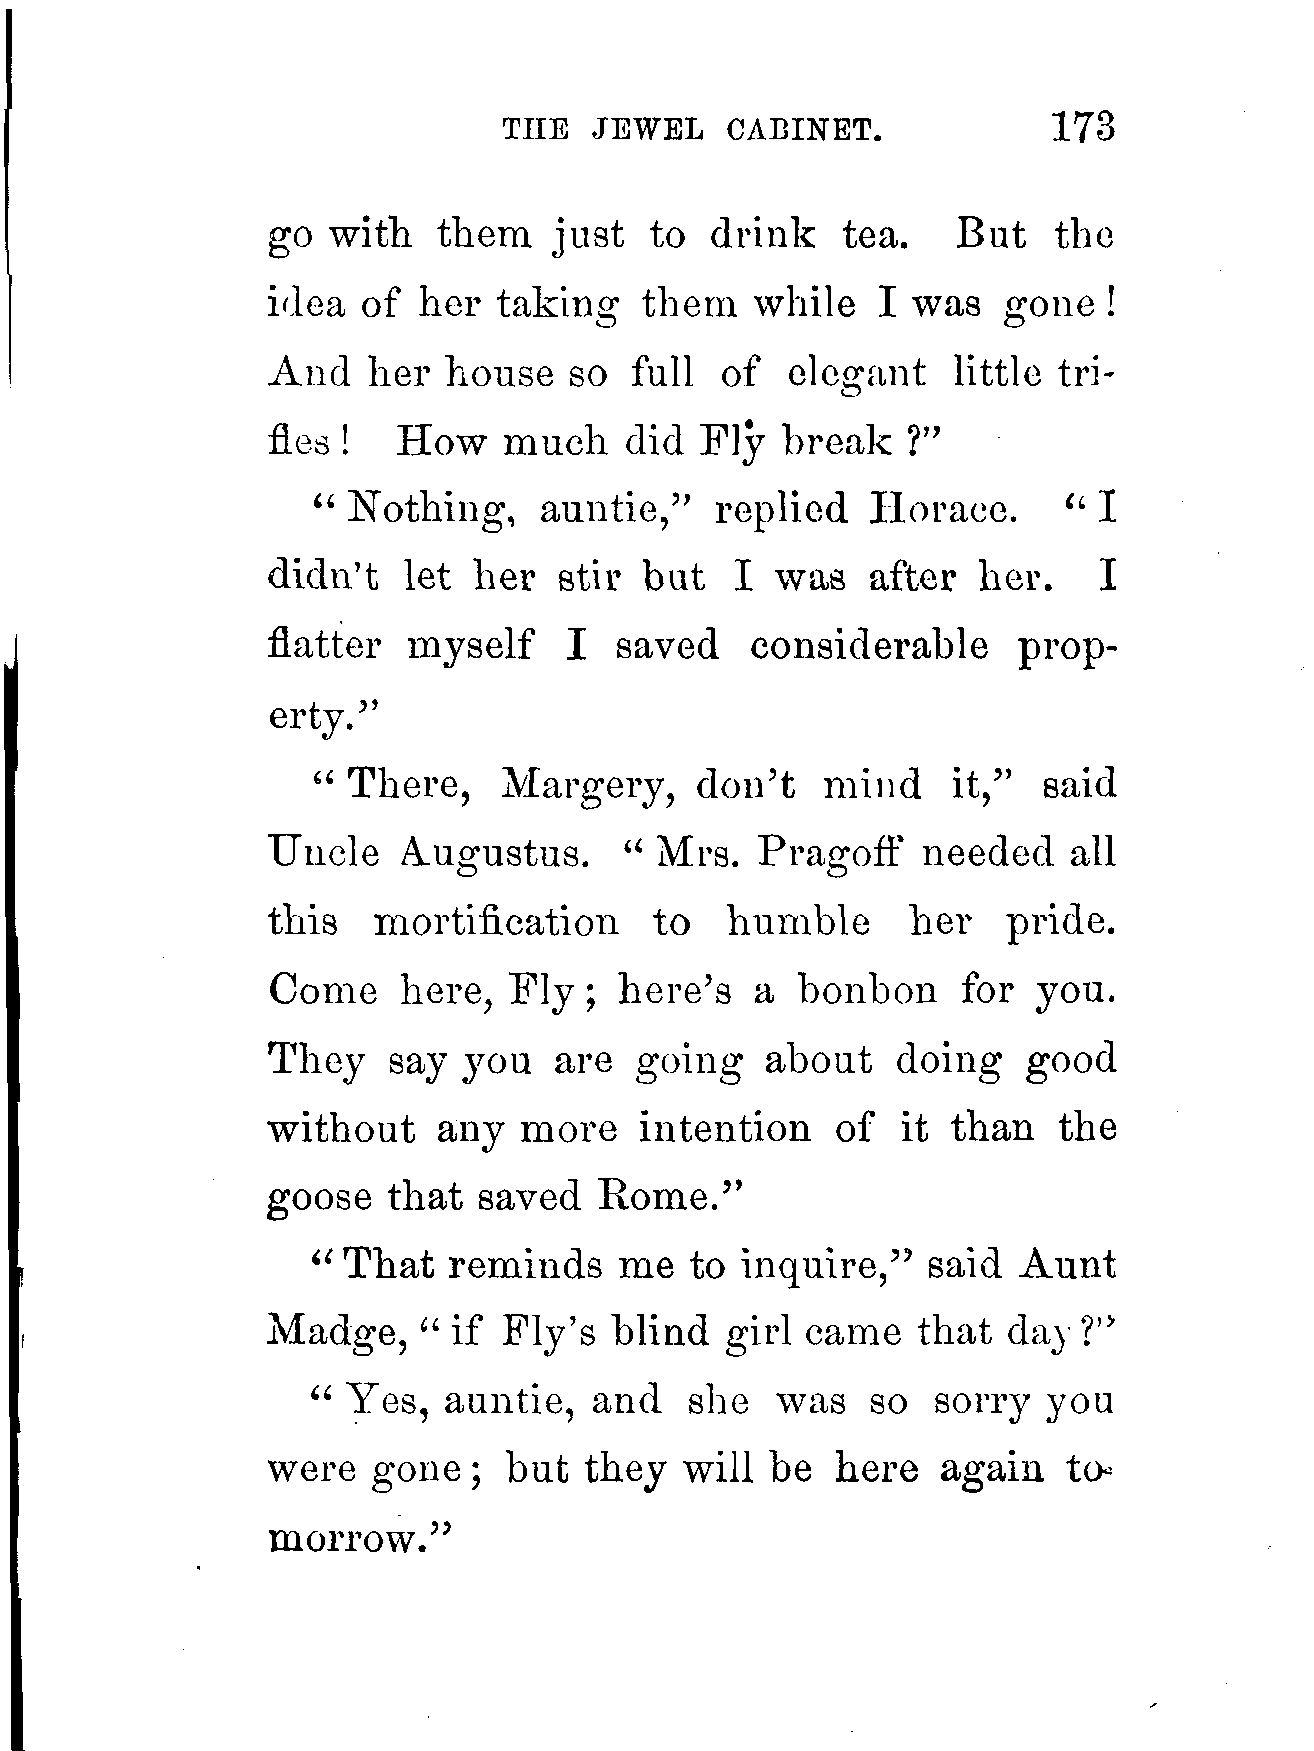 THE JEWEL CABINET. 173
go with them just to drink tea. But the
idea of her taking them while I was gone!
And her house so full of elegant little tri-
fles! How much did Fly break?"
"Nothing, auntie," replied Horace. "I
didn't let her stir but I was after her. I
flatter myself I saved considerable prop-
erty."
"There, Margery, don't mind it," said
Uncle Augustus. "Mrs. Pragoff needed all
this mortification to humble her pride.
Come here, Fly; here's a bonbon for you.
They say you are going about doing good
without any more intention of it than the
goose that saved Rome."
"That reminds me to inquire," said Aunt
Madge, "if Fly's blind girl came that day?"
"Yes, auntie, and she was so sorry you
were gone; but they will be here again to-
morrow."